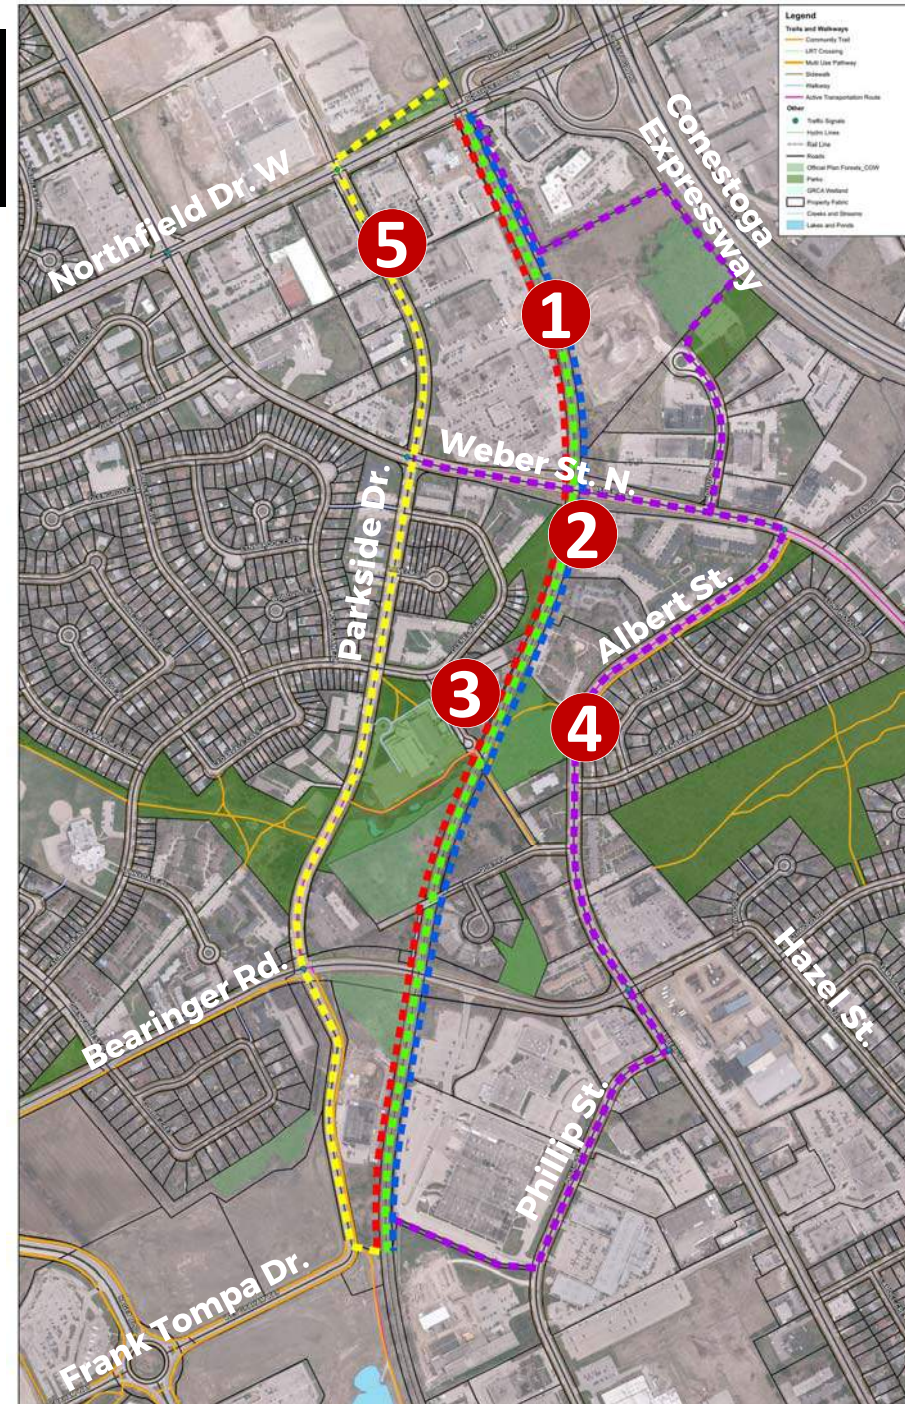 Legend
Trails and Walkways
Community Trail
LRT Crossing
Multi Use Pathway
Sidewalk
Walkway
Active Transportation Route
Other
Traffic Signals
Hydro Lines
Rail Line
Roads
Official Plan Forests_COW
Parks
GRCA Wetland
Property Fabric
Creeks and Streams
Lakes and Ponds
Conestoga
Expressway
Northfield Dr. W
5
1
Weber St. N
Parkside Dr.
2
Albert St.
3
4
Bearinger Rd.
Hazel St.
Phillip St.
Frank Tompa Dr.